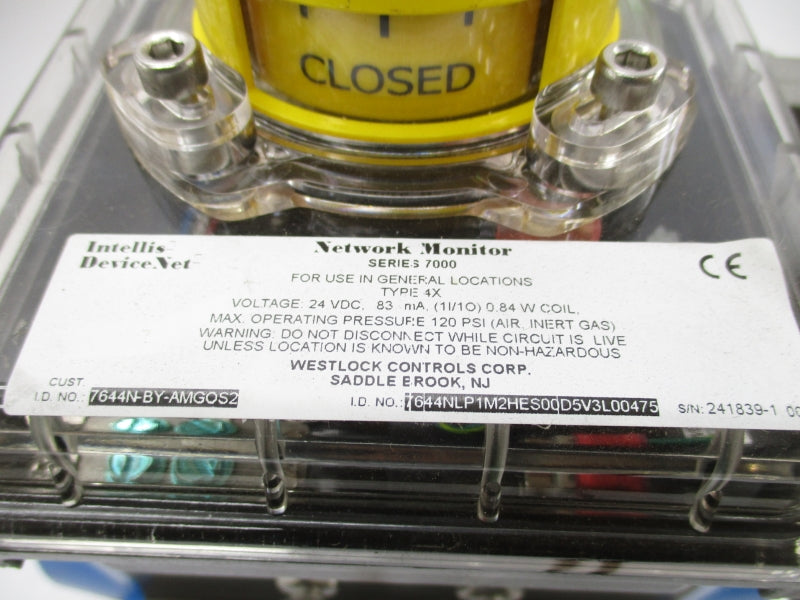 CLOSED
Intellis
DeviceNet
Network Monitor
SERIES 7000
CE
FOR USE IN GENERAL LOCATIONS
TYPE 4X
VOLTAGE: 24 VDC, 83 mA, (1I/1O) 0.84 W COIL,
MAX. OPERATING PRESSURE 120 PSI (AIR, INERT GAS)
WARNING: DO NOT DISCONNECT WHILE CIRCUIT IS LIVE
UNLESS LOCATION IS KNOWN TO BE NON-HAZARDOUS
WESTLOCK CONTROLS CORP.
SADDLE BROOK, NJ
CUST.
I.D. NO.: 7644N-BY-AMGOS2
I.D. NO.: 7644NLP1M2HES00D5V3L00475
S/N: 241839-1